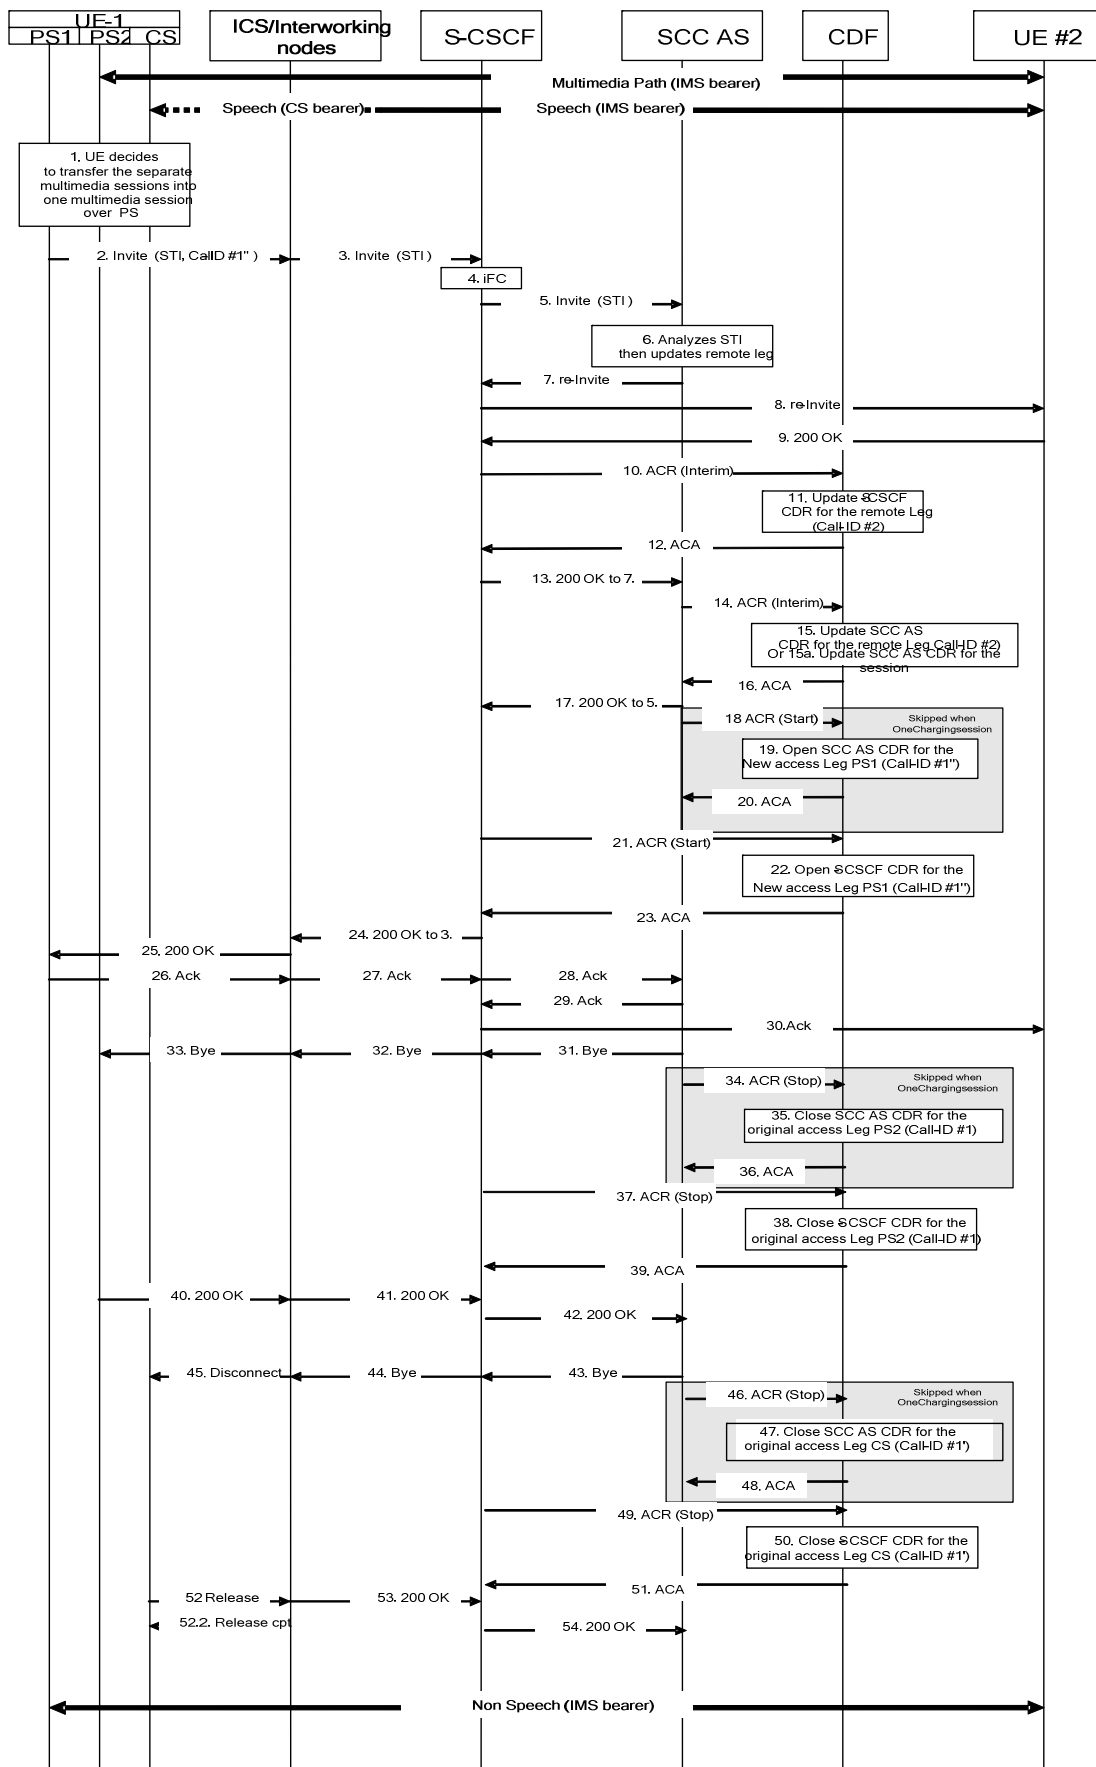 UE-1
PS1 PS2 CS
ICS/Interworking
nodes
S-CSCF
SCC AS
CDF
UE #2
Multimedia Path (IMS bearer)
Speech (CS bearer)
Speech (IMS bearer)
1. UE decides
to transfer the separate
multimedia sessions into
one multimedia session
over PS
2. Invite (STI, CallID #1'' )
3. Invite (STI )
4. iFC
5. Invite (STI )
6. Analyzes STI
then updates remote leg
7. re-Invite
8. re-Invite
9. 200 OK
10. ACR (Interim)
11. Update S-CSCF
CDR for the remote Leg
(Call-ID #2)
12. ACA
13. 200 OK to 7.
14. ACR (Interim)
15. Update SCC AS
CDR for the remote Leg Call-ID #2)
Or 15a. Update SCC AS CDR for the
session
16. ACA
17. 200 OK to 5.
18 ACR (Start)
Skipped when
OneChargingsession
19. Open SCC AS CDR for the
New access Leg PS1 (Call-ID #1'')
20. ACA
21. ACR (Start)
22. Open S-CSCF CDR for the
New access Leg PS1 (Call-ID #1'')
23. ACA
24. 200 OK to 3.
25. 200 OK
26. Ack
27. Ack
28. Ack
29. Ack
30.Ack
33. Bye
32. Bye
31. Bye
34. ACR (Stop)
Skipped when
OneChargingsession
35. Close SCC AS CDR for the
original access Leg PS2 (Call-ID #1)
36. ACA
37. ACR (Stop)
38. Close S-CSCF CDR for the
original access Leg PS2 (Call-ID #1)
39. ACA
40. 200 OK
41. 200 OK
42. 200 OK
45. Disconnect
44. Bye
43. Bye
46. ACR (Stop)
Skipped when
OneChargingsession
47. Close SCC AS CDR for the
original access Leg CS (Call-ID #1')
48. ACA
49. ACR (Stop)
50. Close S-CSCF CDR for the
original access Leg CS (Call-ID #1')
51. ACA
52 Release
53. 200 OK
52.2. Release cpt
54. 200 OK
Non Speech (IMS bearer)